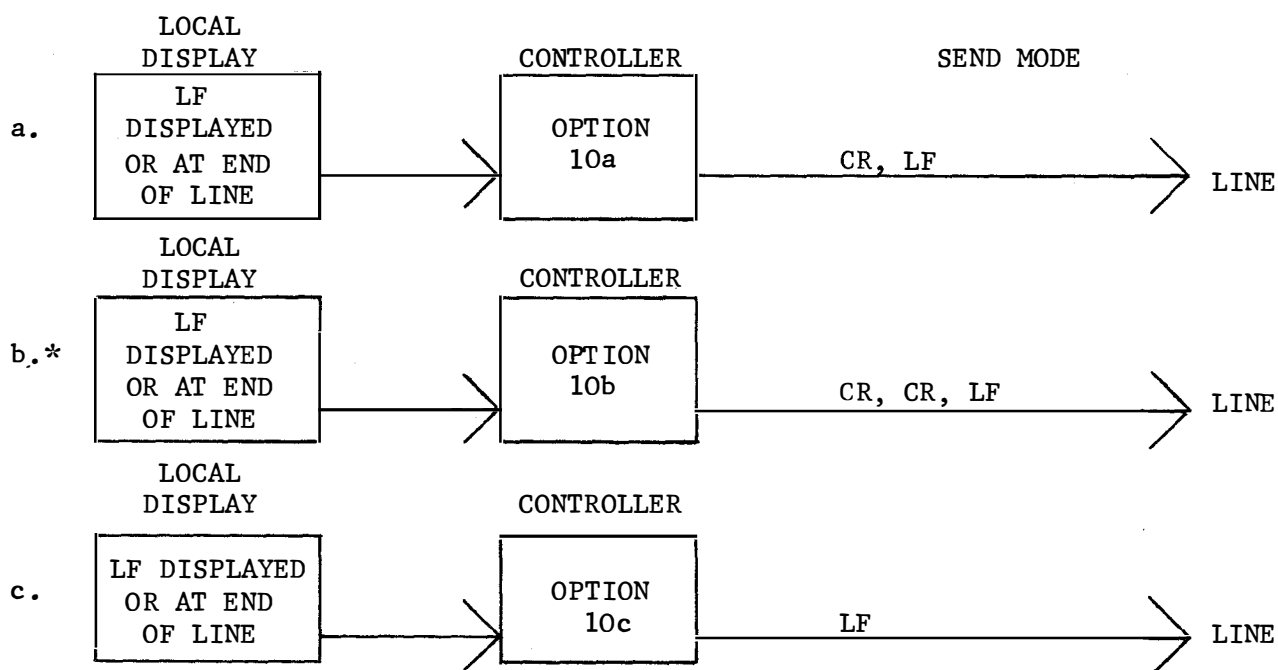 LOCAL
DISPLAY
CONTROLLER
SEND MODE
a.
LF
DISPLAYED
OR AT END
OF LINE
OPTION
10a
CR, LF
LINE
LOCAL
DISPLAY
CONTROLLER
b.*
LF
DISPLAYED
OR AT END
OF LINE
OPTION
10b
CR, CR, LF
LINE
LOCAL
DISPLAY
CONTROLLER
c.
LF DISPLAYED
OR AT END
OF LINE
OPTION
10c
LF
LINE